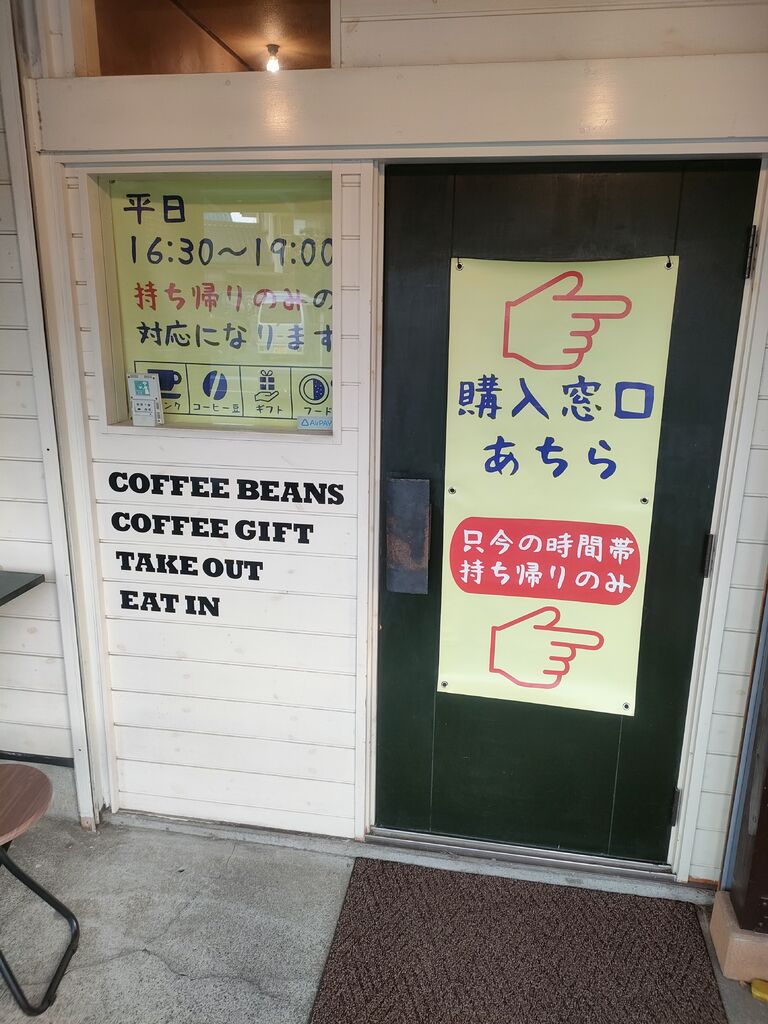 平日
16:30～19:00
持ち帰りのみの
対応になります
コーヒー豆
ギフト
フード
AirPAY
COFFEE BEANS
COFFEE GIFT
TAKE OUT
EAT IN
購入窓口
あちら
只今の時間帯
持ち帰りのみ